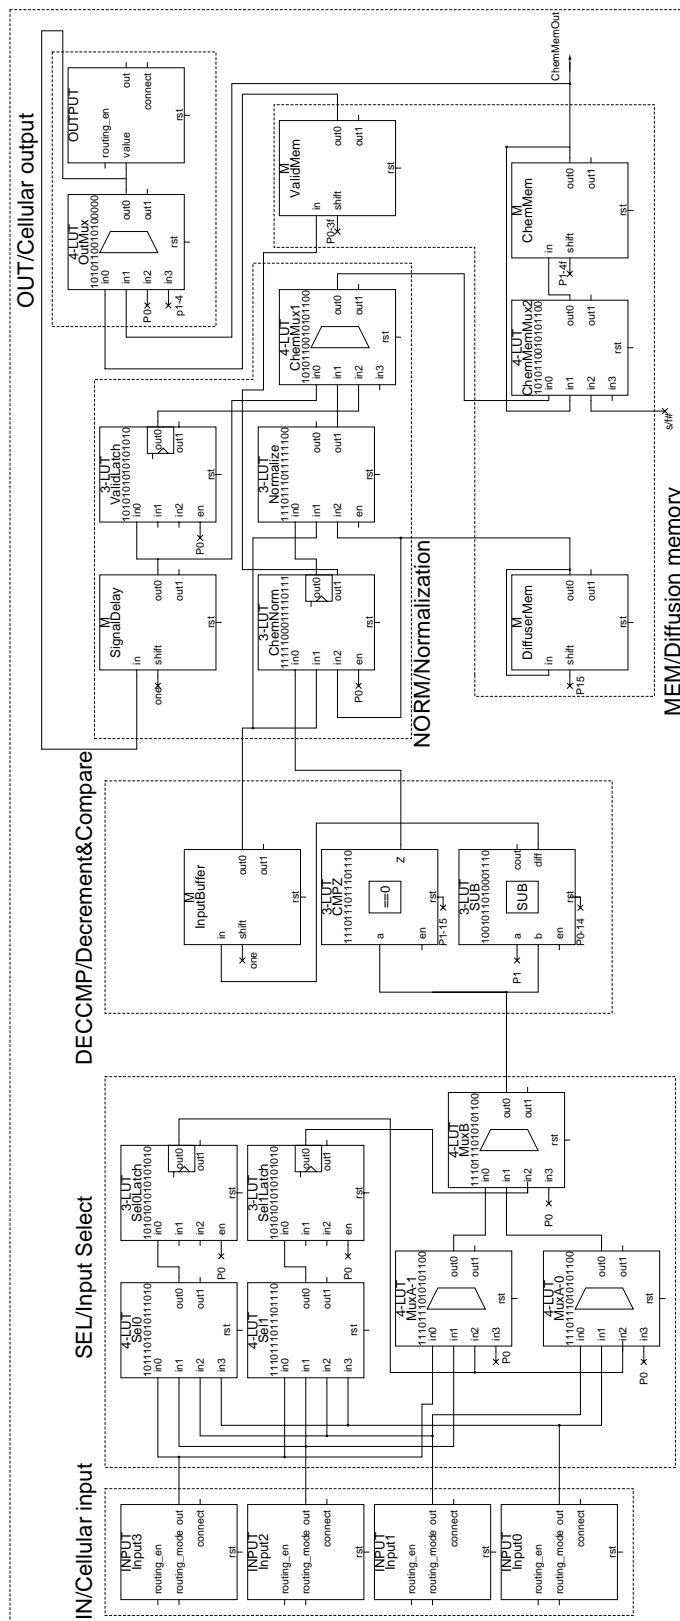 IN/Cellular input
INPUT
Input3
routing_en
routing_mode
out
connect
rst
INPUT
Input2
routing_en
routing_mode
out
connect
rst
INPUT
Input1
routing_en
routing_mode
out
connect
rst
INPUT
Input0
routing_en
routing_mode
out
connect
rst
SEL/Input Select
4-LUT
Sel0
1011101010111010
in0
in1
in2
in3
out0
out1
rst
3-LUT
Sel0Latch
1010101010101010
in0
in1
in2
en
P0
out0
out1
rst
4-LUT
Sel1
1110111011101110
in0
in1
in2
in3
out0
out1
rst
3-LUT
Sel1Latch
1010101010101010
in0
in1
in2
en
P0
out0
out1
rst
4-LUT
MuxA-1
1110111010101100
in0
in1
in2
in3
P0
out0
out1
rst
4-LUT
MuxA-0
1110111010101100
in0
in1
in2
in3
P0
out0
out1
rst
4-LUT
MuxB
1110111010101100
in0
in1
in2
in3
P0
out0
out1
rst
DECCMP/Decrement&Compare
M
InputBuffer
in
shift
one
out0
out1
rst
3-LUT
CMPZ
1110111011101110
==0
a
en
Z
rst
P1-15
3-LUT
SUB
1001011010001110
SUB
a
b
en
P1
cout
diff
rst
P0-14
NORM/Normalization
M
SignalDelay
in
shift
one
out0
out1
rst
3-LUT
ValidLatch
1010101010101010
in0
in1
in2
en
P0
out0
out1
rst
3-LUT
ChemNorm
1111100011110111
in0
in1
in2
en
P0
out0
out1
rst
3-LUT
Normalize
1110111011111100
in0
in1
in2
en
out0
out1
rst
4-LUT
ChemMux1
1010110010101100
in0
in1
in2
in3
out0
out1
rst
MEM/Diffusion memory
M
DiffuserMem
in
shift
P15
out0
out1
rst
4-LUT
ChemMemMux2
1010110010101100
in0
in1
in2
in3
s/f#
out0
out1
rst
M
ChemMem
in
shift
P1-4f
out0
out1
rst
M
ValidMem
in
shift
P0-3f
out0
out1
rst
ChemMemOut
OUT/Cellular output
4-LUT
OutMux
1010110010100000
in0
in1
in2
in3
P0
p1-4
out0
out1
rst
OUTPUT
routing_en
value
out
connect
rst